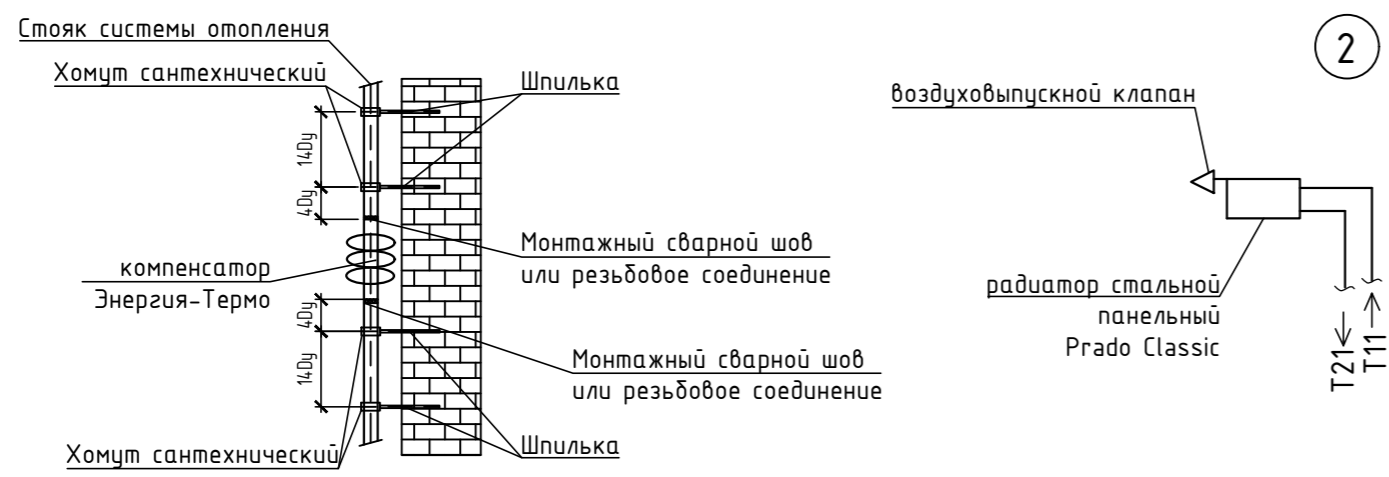 Стояк системы отопления
Хомут сантехнический
Шпилька
14Dy
4Dy
Монтажный сварной шов
или резьбовое соединение
компенсатор
Энергия-Термо
4Dy
14Dy
Монтажный сварной шов
или резьбовое соединение
Хомут сантехнический
Шпилька
2
воздуховыпускной клапан
радиатор стальной
панельный
Prado Classic
T21
T11